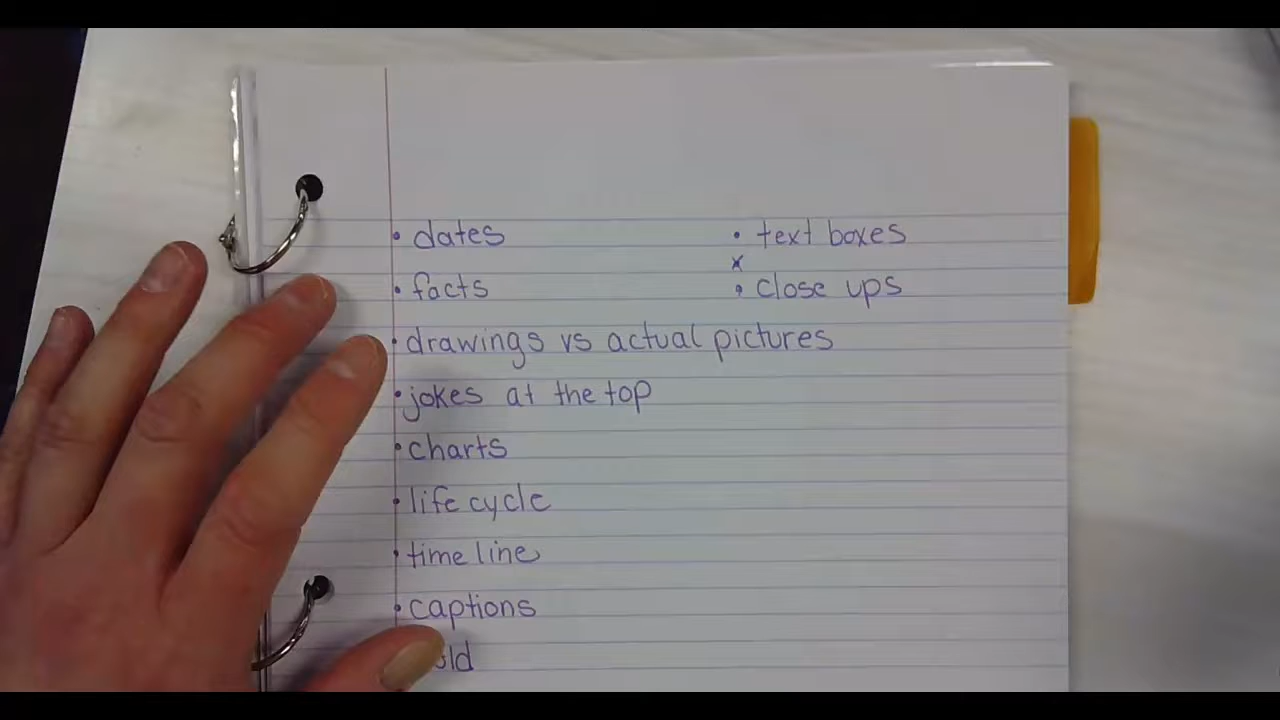 • dates
• facts
• drawings vs actual pictures
• jokes at the top
• charts
• life cycle
• time line
• captions
• text boxes
x
• close ups